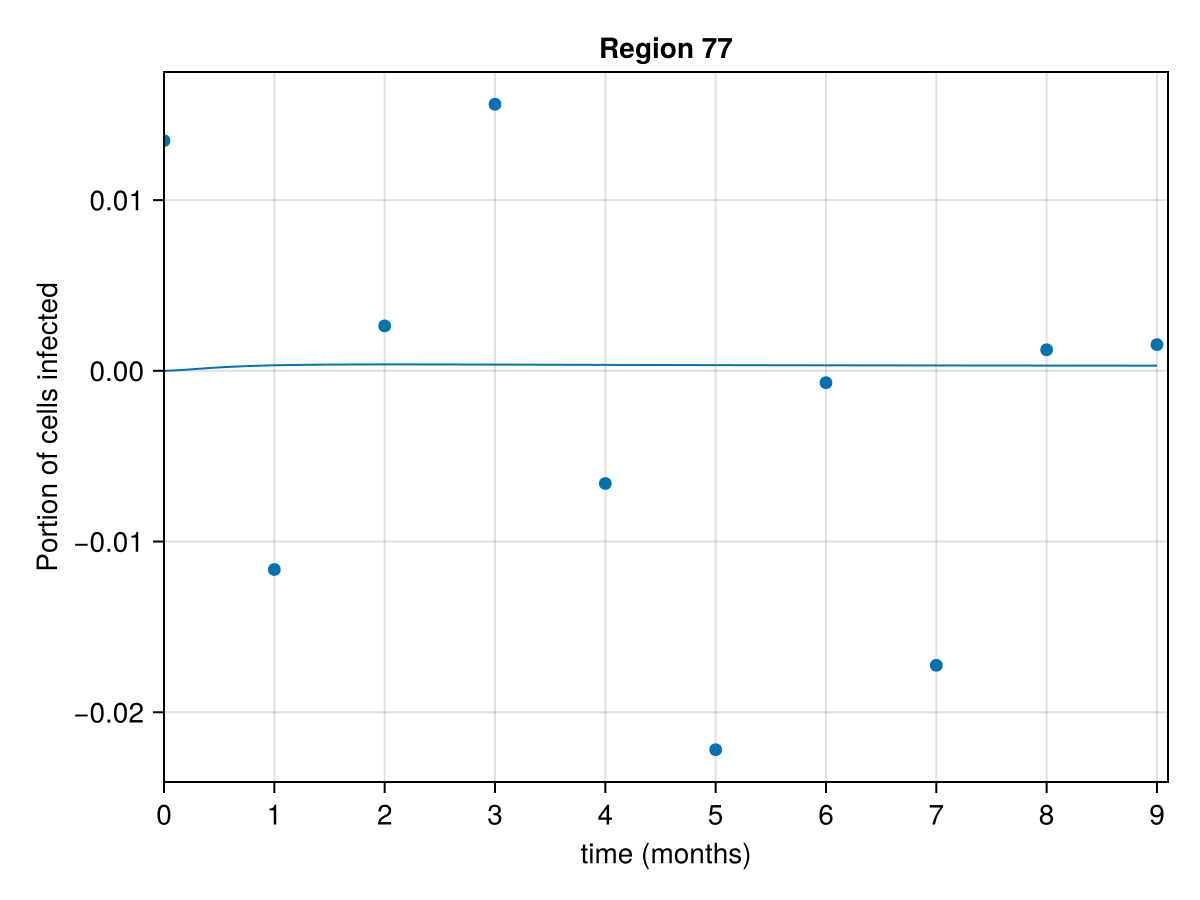 Region 77
Portion of cells infected
0.01
0.00
−0.01
−0.02
0 1 2 3 4 5 6 7 8 9
time (months)